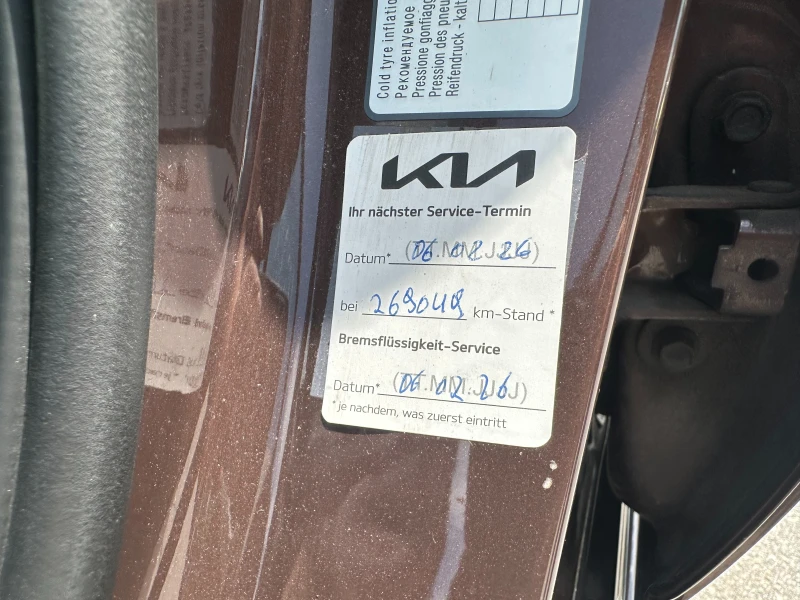 Cold tyre inflation
Рекомендуемое
Pressione gonfiagg
Pression des pneu
Reifendruck - kalt
KIA
Ihr nächster Service-Termin
Datum* 06 02 26
bei 269049 km-Stand *
Bremsflüssigkeit-Service
Datum* 06 02 26
*je nachdem, was zuerst eintritt